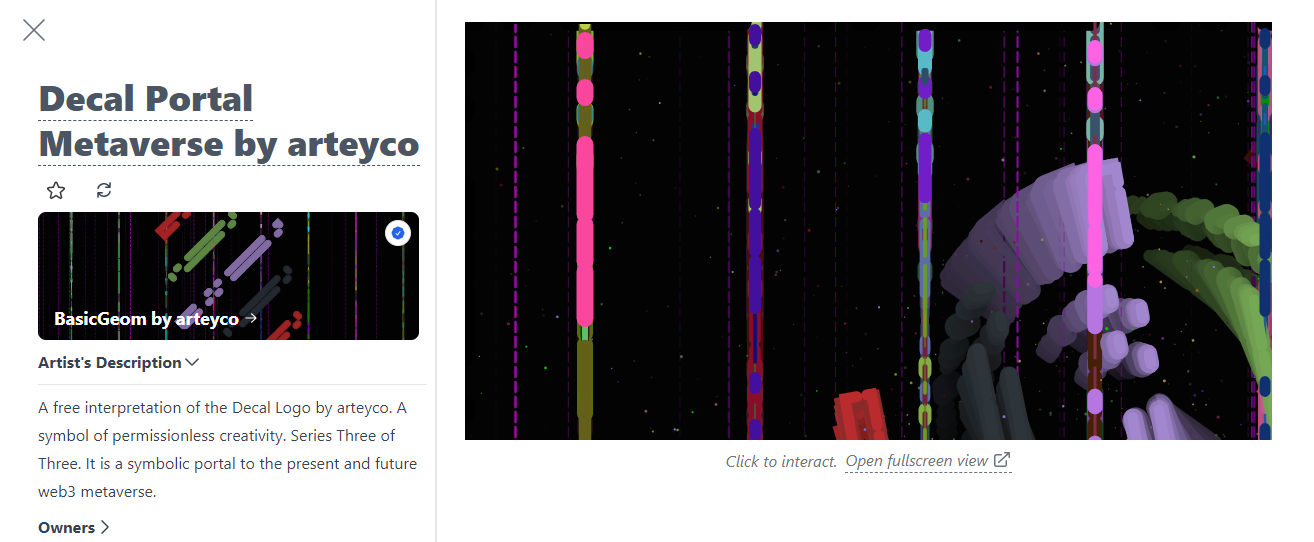 Decal Portal
Metaverse by arteyco
BasicGeom by arteyco
Artist's Description
A free interpretation of the Decal Logo by arteyco. A
symbol of permissionless creativity. Series Three of
Three. It is a symbolic portal to the present and future
web3 metaverse.
Owners
Click to interact. Open fullscreen view